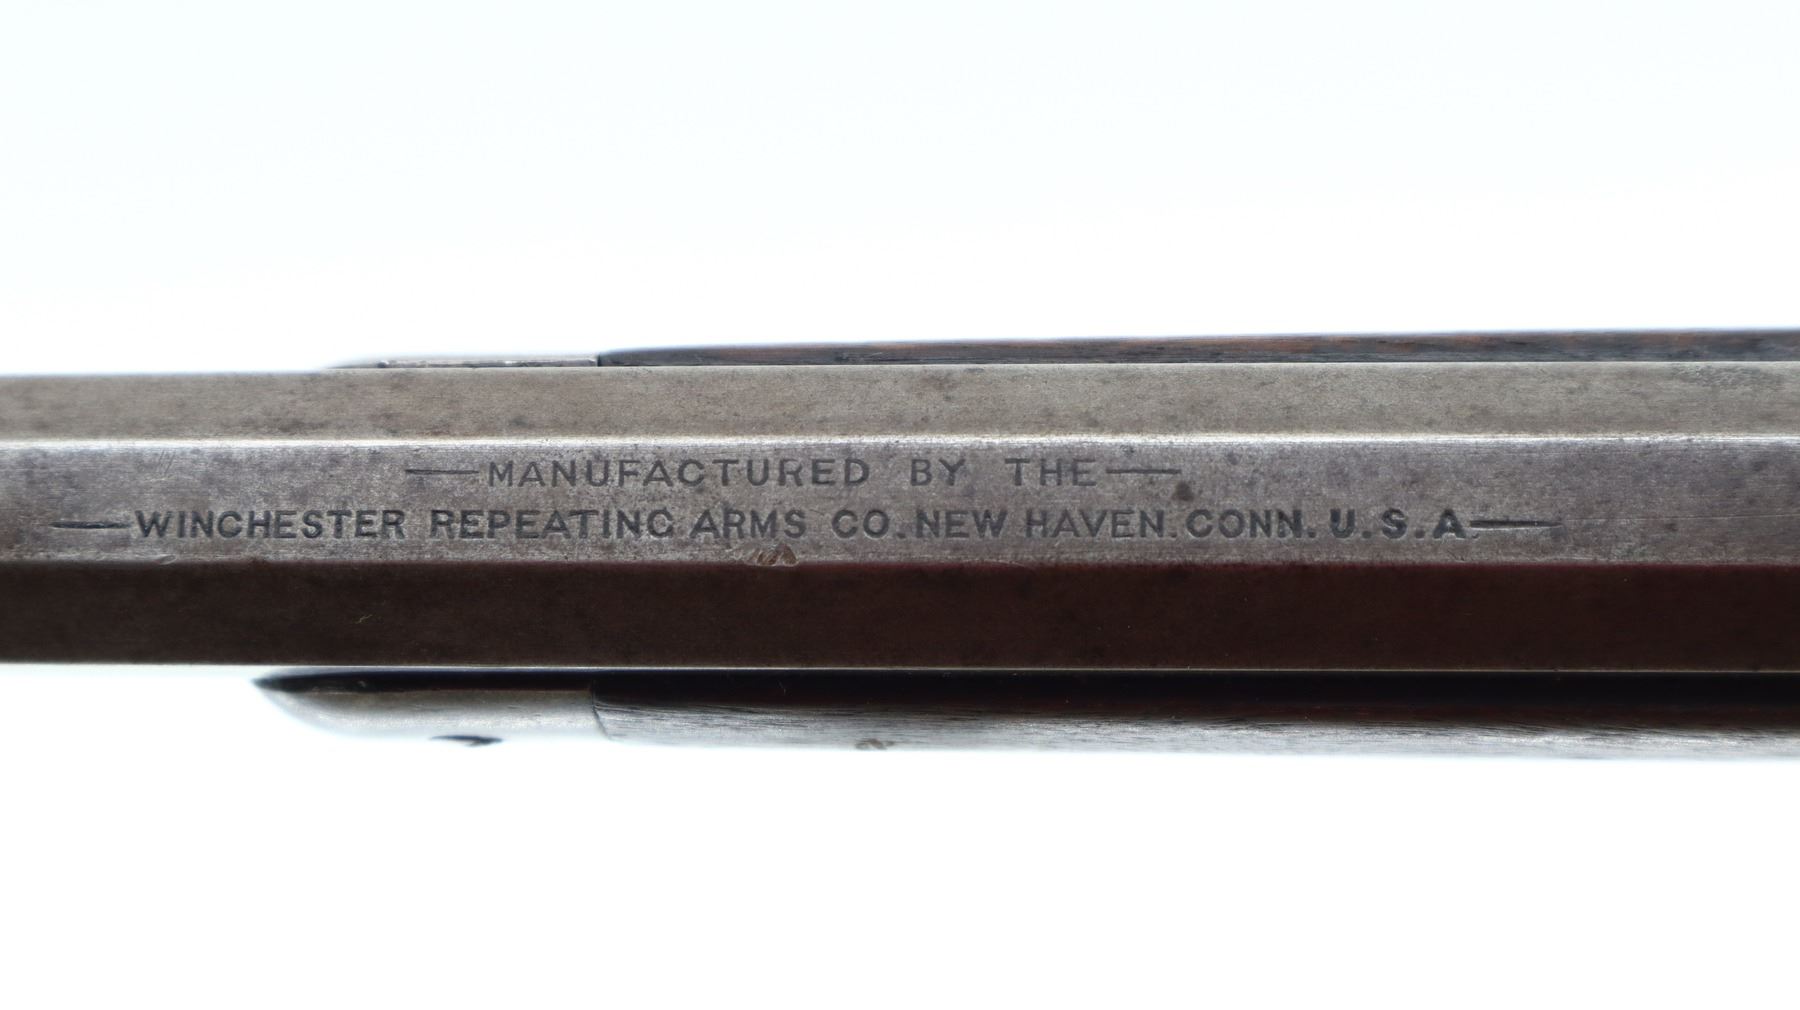 —MANUFACTURED BY THE—
—WINCHESTER REPEATING ARMS CO. NEW HAVEN. CONN. U.S.A.—